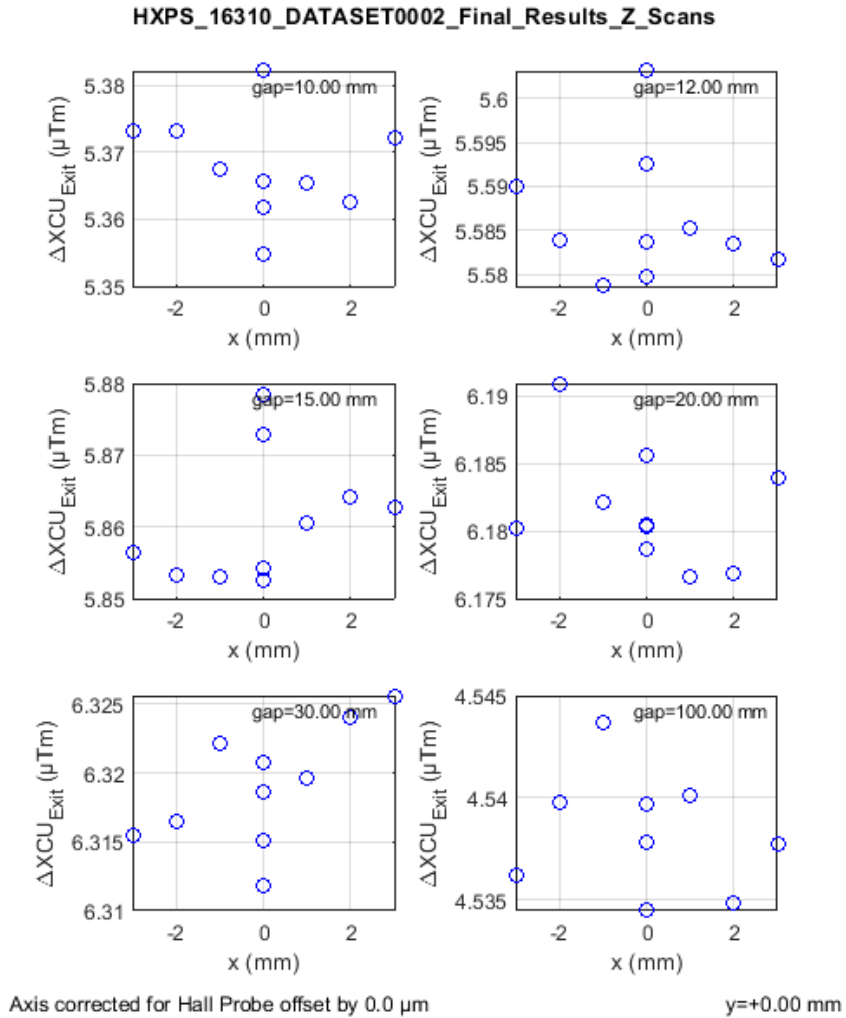 HXPS_16310_DATASET0002_Final_Results_Z_Scans
gap=10.00 mm
5.38
5.37
5.36
5.35
ΔXCU_Exit (µTm)
-2 0 2
x (mm)
gap=12.00 mm
5.6
5.595
5.59
5.585
5.58
ΔXCU_Exit (µTm)
-2 0 2
x (mm)
gap=15.00 mm
5.88
5.87
5.86
5.85
ΔXCU_Exit (µTm)
-2 0 2
x (mm)
gap=20.00 mm
6.19
6.185
6.18
6.175
ΔXCU_Exit (µTm)
-2 0 2
x (mm)
gap=30.00 mm
6.325
6.32
6.315
6.31
ΔXCU_Exit (µTm)
-2 0 2
x (mm)
gap=100.00 mm
4.545
4.54
4.535
ΔXCU_Exit (µTm)
-2 0 2
x (mm)
Axis corrected for Hall Probe offset by 0.0 µm
y=+0.00 mm